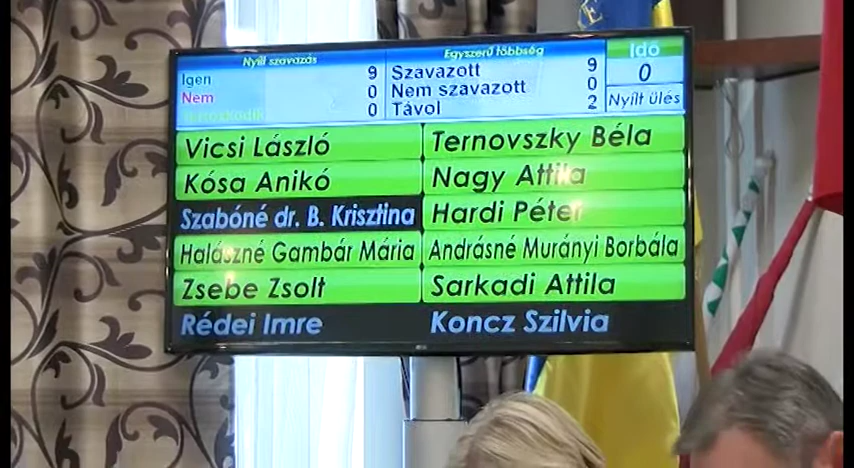 Nyílt szavazás
Igen 9
Nem 0
Tartózkodik 0
Egyszerű többség
Szavazott 9
Nem szavazott 0
Távol 2
Idő
0
Nyílt ülés
Vicsi László
Kósa Anikó
Szabóné dr. B. Krisztina
Halászné Gambár Mária
Zsebe Zsolt
Rédei Imre
Ternovszky Béla
Nagy Attila
Hardi Péter
Andrásné Murányi Borbála
Sarkadi Attila
Koncz Szilvia